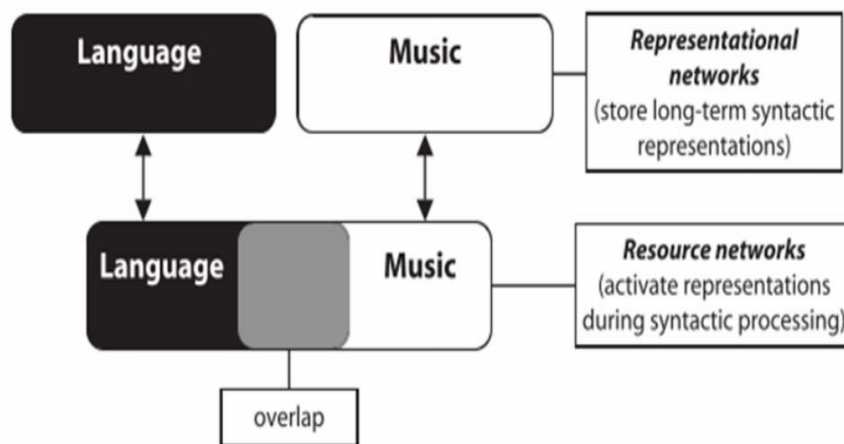 Language
Music
Representational
networks
(store long-term syntactic
representations)
Language
Music
Resource networks
(activate representations
during syntactic processing)
overlap